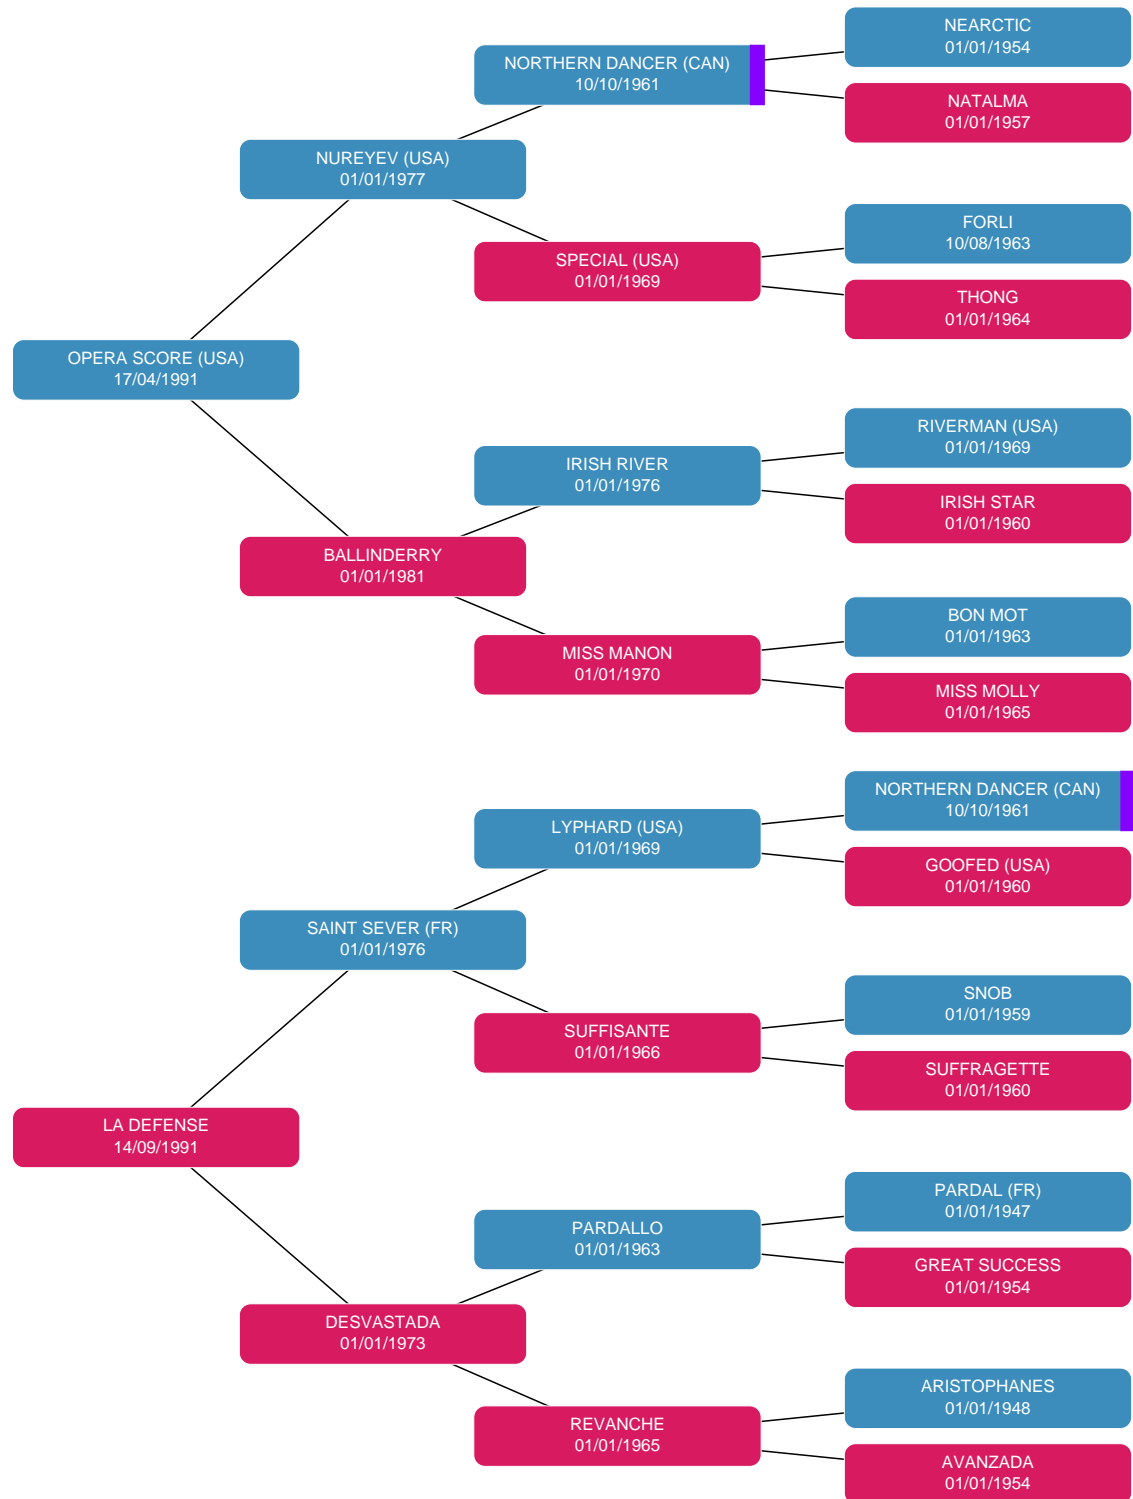 NEARCTIC
01/01/1954
NORTHERN DANCER (CAN)
10/10/1961
NATALMA
01/01/1957
NUREYEV (USA)
01/01/1977
FORLI
10/08/1963
SPECIAL (USA)
01/01/1969
THONG
01/01/1964
OPERA SCORE (USA)
17/04/1991
RIVERMAN (USA)
01/01/1969
IRISH RIVER
01/01/1976
IRISH STAR
01/01/1960
BALLINDERRY
01/01/1981
BON MOT
01/01/1963
MISS MANON
01/01/1970
MISS MOLLY
01/01/1965
NORTHERN DANCER (CAN)
10/10/1961
LYPHARD (USA)
01/01/1969
GOOFED (USA)
01/01/1960
SAINT SEVER (FR)
01/01/1976
SNOB
01/01/1959
SUFFISANTE
01/01/1966
SUFFRAGETTE
01/01/1960
LA DEFENSE
14/09/1991
PARDAL (FR)
01/01/1947
PARDALLO
01/01/1963
GREAT SUCCESS
01/01/1954
DESVASTADA
01/01/1973
ARISTOPHANES
01/01/1948
REVANCHE
01/01/1965
AVANZADA
01/01/1954